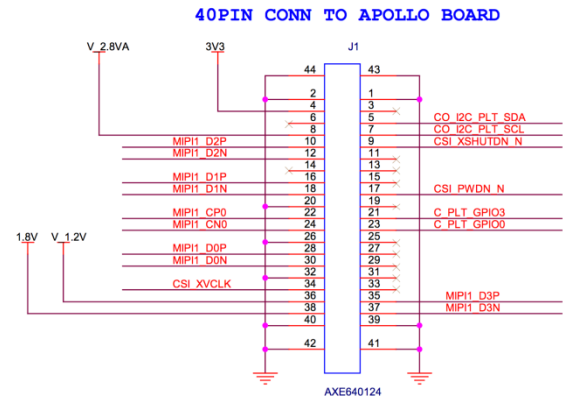 40PIN CONN TO APOLLO BOARD
V_2.8VA 3V3 J1
44 43
2 1
4 3
6 5 CO_I2C_PLT_SDA
8 7 CO_I2C_PLT_SCL
MIPI1_D2P 10 9 CSI_XSHUTDN_N
MIPI1_D2N 12 11
14 13
MIPI1_D1P 16 15
MIPI1_D1N 18 17 CSI_PWDN_N
20 19
MIPI1_CP0 22 21 C_PLT_GPIO3
MIPI1_CN0 24 23 C_PLT_GPIO0
1.8V V_1.2V 26 25
MIPI1_D0P 28 27
MIPI1_D0N 30 29
32 31
CSI_XVCLK 34 33
36 35 MIPI1_D3P
38 37 MIPI1_D3N
40 39
42 41
AXE640124